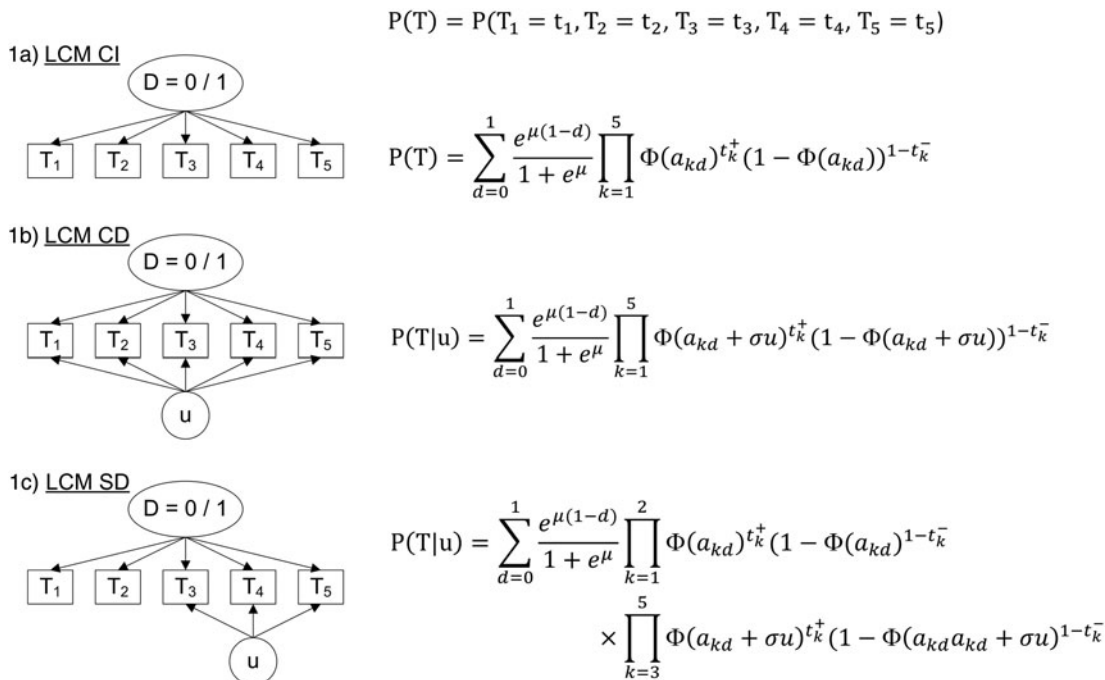 P(T) = P(T₁ = t₁, T₂ = t₂, T₃ = t₃, T₄ = t₄, T₅ = t₅)
1a) LCM CI
D = 0 / 1
T₁ T₂ T₃ T₄ T₅
P(T) = ∑_{d=0}^{1} \frac{e^{μ(1−d)}}{1 + e^{μ}} ∏_{k=1}^{5} Φ(a_{kd})^{t_k^+}(1 − Φ(a_{kd}))^{1−t_k^−}
1b) LCM CD
D = 0 / 1
T₁ T₂ T₃ T₄ T₅
u
P(T|u) = ∑_{d=0}^{1} \frac{e^{μ(1−d)}}{1 + e^{μ}} ∏_{k=1}^{5} Φ(a_{kd} + σu)^{t_k^+}(1 − Φ(a_{kd} + σu))^{1−t_k^−}
1c) LCM SD
D = 0 / 1
T₁ T₂ T₃ T₄ T₅
u
P(T|u) = ∑_{d=0}^{1} \frac{e^{μ(1−d)}}{1 + e^{μ}} ∏_{k=1}^{2} Φ(a_{kd})^{t_k^+}(1 − Φ(a_{kd})^{1−t_k^−}
× ∏_{k=3}^{5} Φ(a_{kd} + σu)^{t_k^+}(1 − Φ(a_{kd}a_{kd} + σu)^{1−t_k^−}